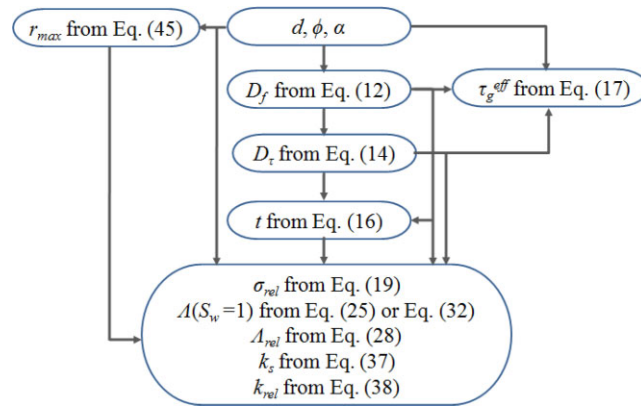 r_max from Eq. (45)
d, ϕ, α
D_f from Eq. (12)
τ_g^eff from Eq. (17)
D_τ from Eq. (14)
t from Eq. (16)
σ_rel from Eq. (19)
Λ(S_w=1) from Eq. (25) or Eq. (32)
Λ_rel from Eq. (28)
k_s from Eq. (37)
k_rel from Eq. (38)